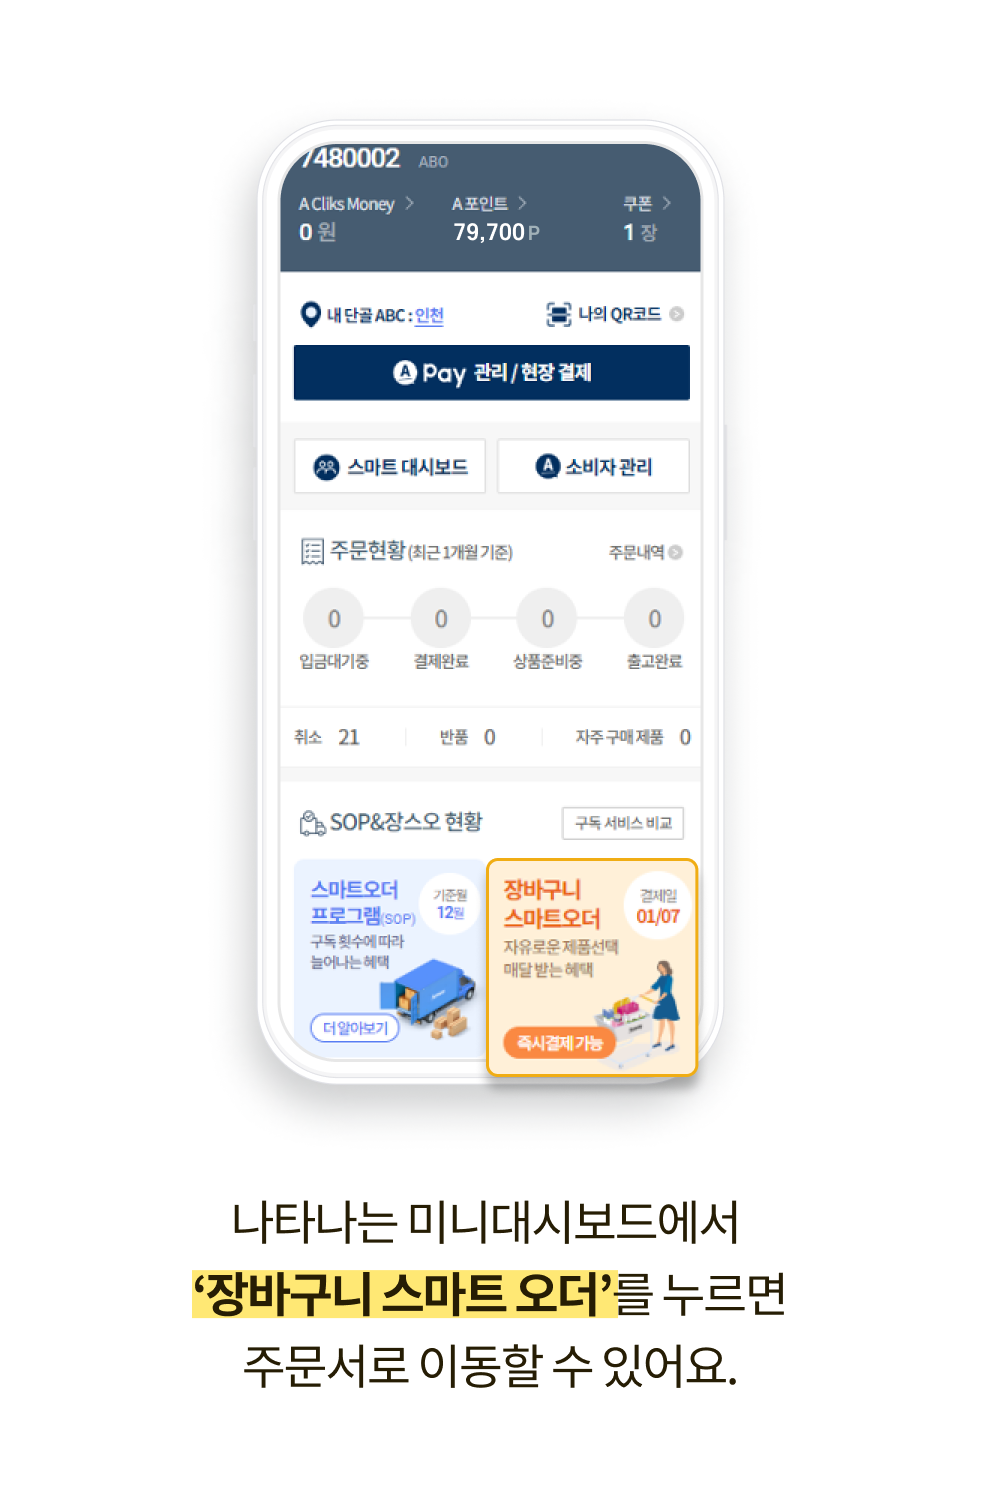 7480002 ABO
A Cliks Money > A 포인트 > 쿠폰 >
0 원 79,700 P 1 장
내 단골 ABC : 인천 나의 QR코드 >
A Pay 관리 / 현장 결제
스마트 대시보드 A 소비자 관리
주문현황 (최근 1개월 기준) 주문내역 >
0 0 0 0
입금대기중 결제완료 상품준비중 출고완료
취소 21 반품 0 자주 구매 제품 0
SOP&장스오 현황 구독 서비스 비교
스마트오더
프로그램(SOP)
기준월
12월
구독 횟수에 따라
늘어나는 혜택
더 알아보기
장바구니
스마트오더
결제일
01/07
자유로운 제품선택
매달 받는 혜택
즉시결제 가능
나타나는 미니대시보드에서
‘장바구니 스마트 오더’를 누르면
주문서로 이동할 수 있어요.